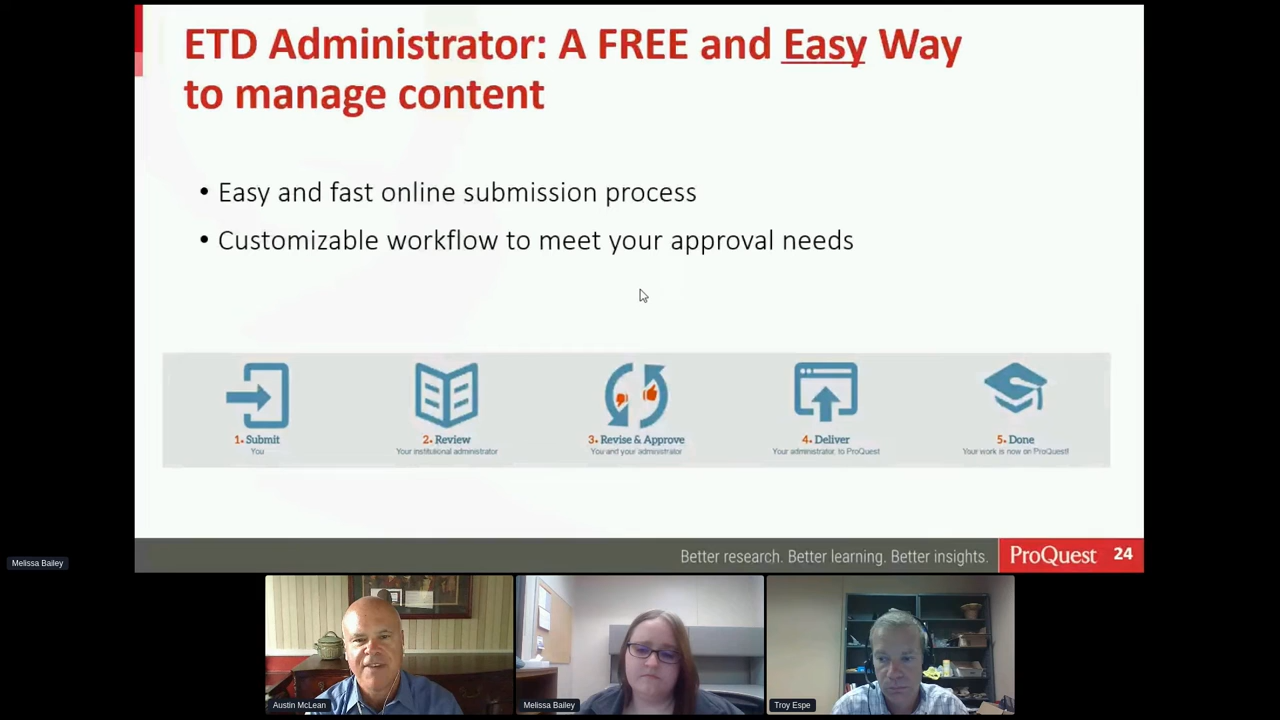 ETD Administrator: A FREE and Easy Way
to manage content
• Easy and fast online submission process
• Customizable workflow to meet your approval needs
1. Submit
You
2. Review
Your institutional administrator
3. Revise & Approve
You and your administrator
4. Deliver
Your administrator, to ProQuest
5. Done
Your work is now on ProQuest!
Better research. Better learning. Better insights.
ProQuest 24
Melissa Bailey
Austin McLean
Melissa Bailey
Troy Espe